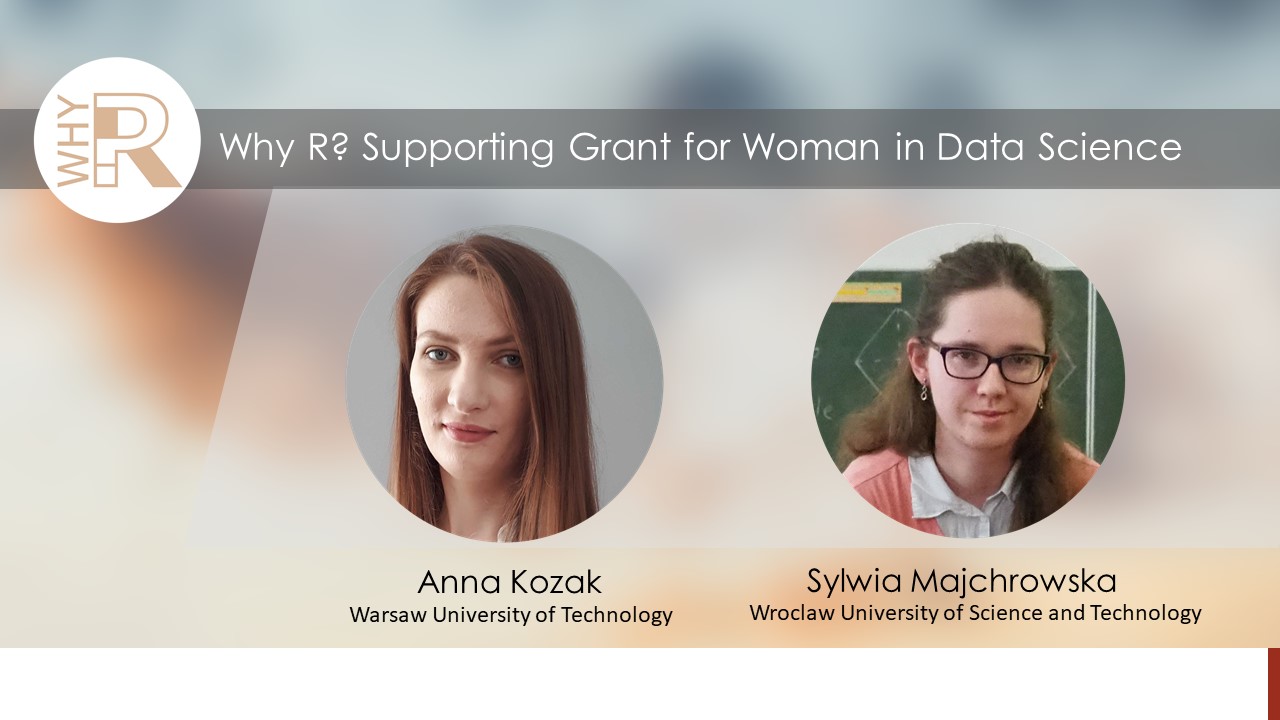 WHY R?
Why R? Supporting Grant for Woman in Data Science
Anna Kozak
Warsaw University of Technology
Sylwia Majchrowska
Wroclaw University of Science and Technology